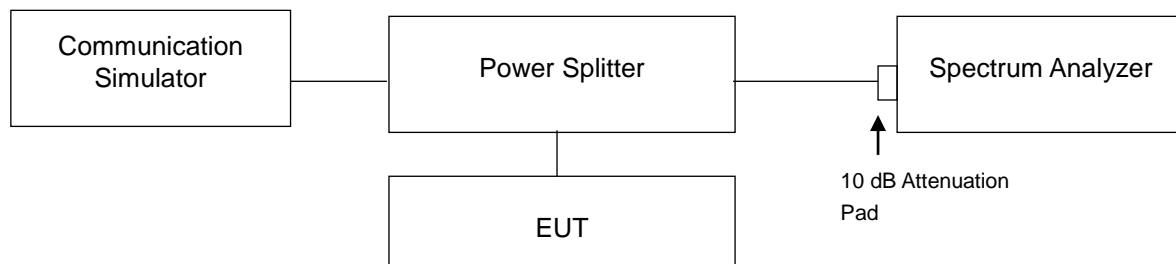 Communication
Simulator
Power Splitter
Spectrum Analyzer
10 dB Attenuation
Pad
EUT